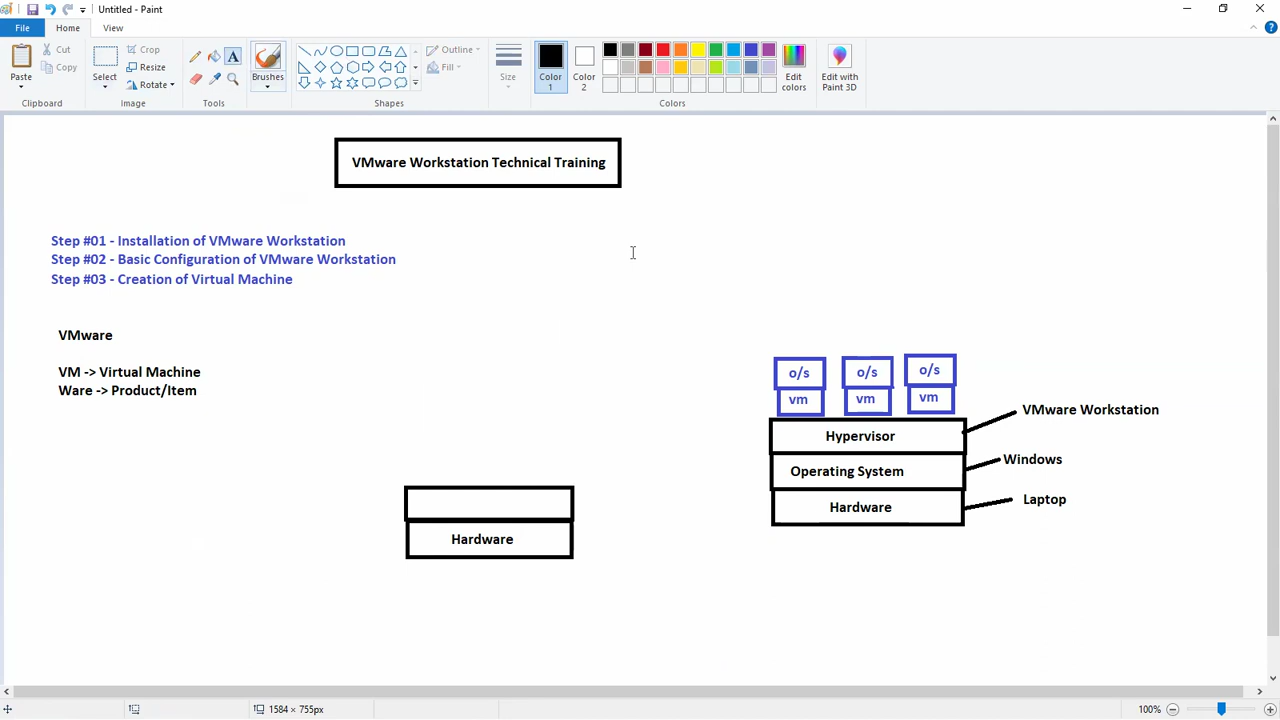 Untitled - Paint
File
Home
View
Paste
Cut
Copy
Clipboard
Select
Crop
Resize
Rotate
Image
Tools
Brushes
Shapes
Outline
Fill
Size
Color 1
Color 2
Colors
Edit colors
Edit with Paint 3D
VMware Workstation Technical Training
Step #01 - Installation of VMware Workstation
Step #02 - Basic Configuration of VMware Workstation
Step #03 - Creation of Virtual Machine
VMware
VM -> Virtual Machine
Ware -> Product/Item
o/s o/s o/s
vm vm vm
VMware Workstation
Hypervisor
Windows
Operating System
Laptop
Hardware
Hardware
1584 × 755px
100%